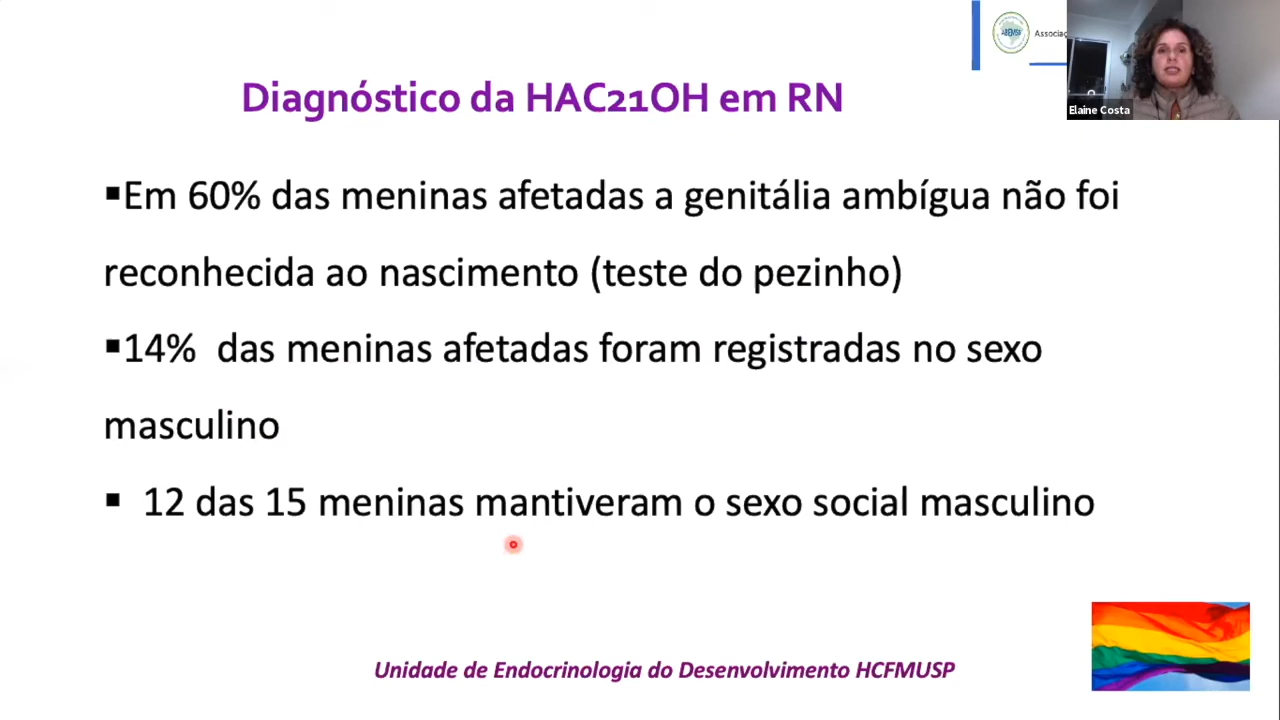 Associaç
Elaine Costa
Diagnóstico da HAC21OH em RN
▪Em 60% das meninas afetadas a genitália ambígua não foi
reconhecida ao nascimento (teste do pezinho)
▪14% das meninas afetadas foram registradas no sexo
masculino
▪ 12 das 15 meninas mantiveram o sexo social masculino
Unidade de Endocrinologia do Desenvolvimento HCFMUSP